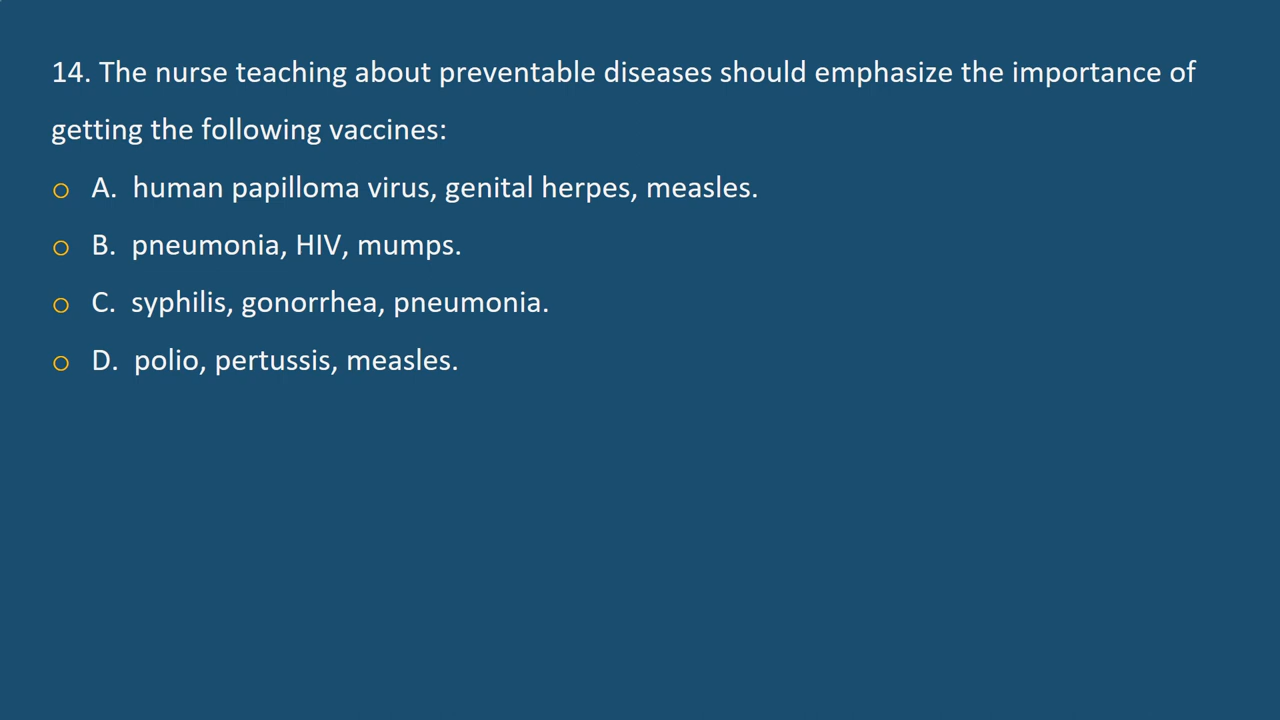 14. The nurse teaching about preventable diseases should emphasize the importance of
getting the following vaccines:
A. human papilloma virus, genital herpes, measles.
B. pneumonia, HIV, mumps.
C. syphilis, gonorrhea, pneumonia.
D. polio, pertussis, measles.